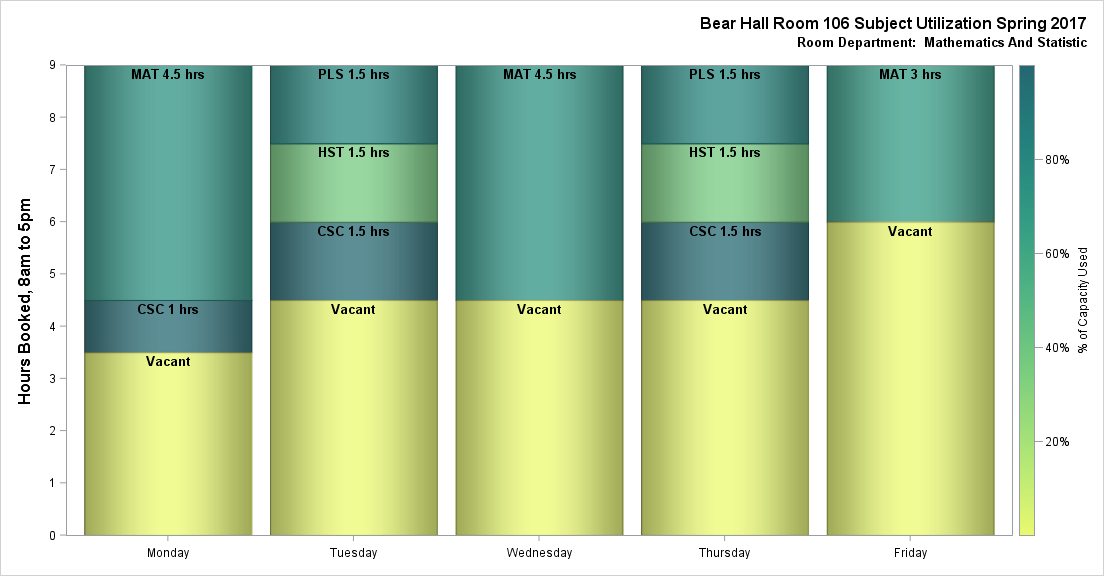 Bear Hall Room 106 Subject Utilization Spring 2017
Room Department:  Mathematics And Statistic
Hours Booked, 8am to 5pm
9
8
7
6
5
4
3
2
1
0
MAT 4.5 hrs
CSC 1 hrs
Vacant
PLS 1.5 hrs
HST 1.5 hrs
CSC 1.5 hrs
Vacant
MAT 4.5 hrs
Vacant
PLS 1.5 hrs
HST 1.5 hrs
CSC 1.5 hrs
Vacant
MAT 3 hrs
Vacant
Monday
Tuesday
Wednesday
Thursday
Friday
80%
60%
40%
20%
% of Capacity Used